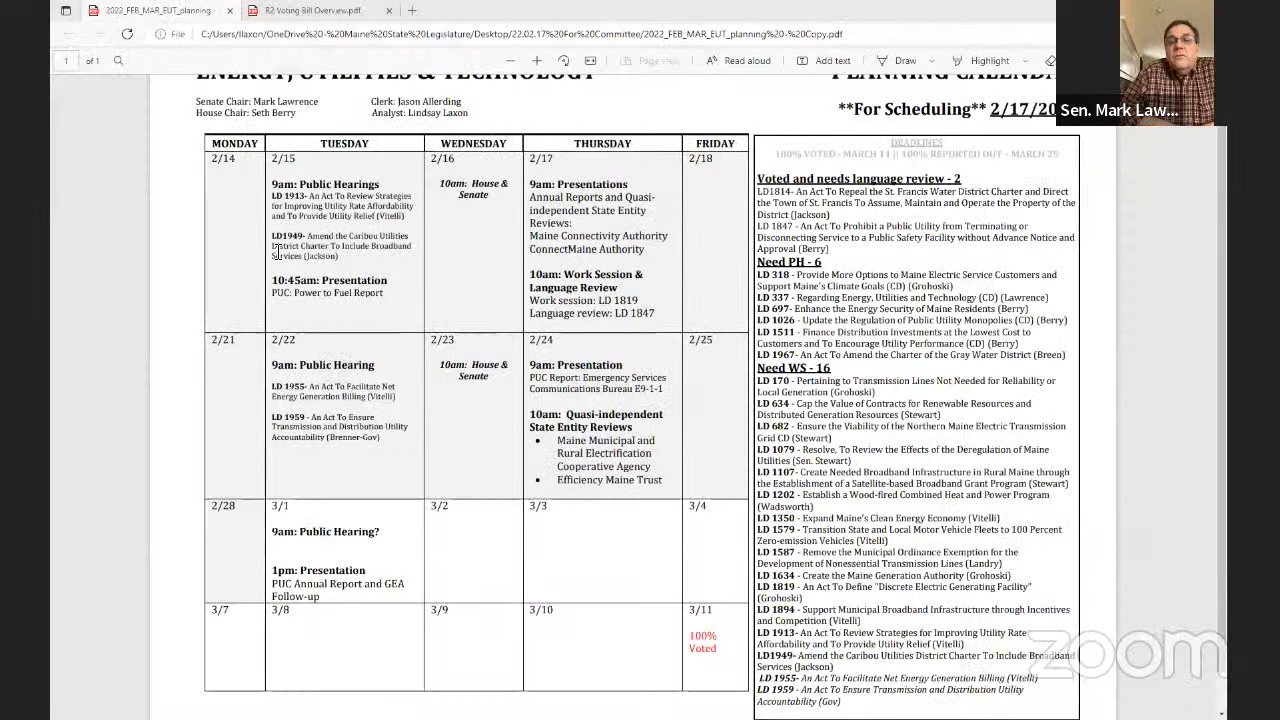 2022_FEB_MAR_EUT_planning -
R2 Voting Bill Overview.pdf
File
C:/Users/llaxon/OneDrive%20-%20Maine%20State%20Legislature/Desktop/22.02.17%20For%20Committee/2022_FEB_MAR_EUT_planning%20-%20Copy.pdf
1 of 1
Page view
Read aloud
Add text
Draw
Highlight
ENERGY, UTILITIES & TECHNOLOGY
PLANNING CALENDA
Senate Chair: Mark Lawrence
Clerk: Jason Allerding
House Chair: Seth Berry
Analyst: Lindsay Laxon
**For Scheduling** 2/17/20
Sen. Mark Law...
MONDAY TUESDAY WEDNESDAY THURSDAY FRIDAY
2/14
2/15
9am: Public Hearings
LD 1913- An Act To Review Strategies
for Improving Utility Rate Affordability
and To Provide Utility Relief (Vitelli)
LD1949- Amend the Caribou Utilities
District Charter To Include Broadband
Services (Jackson)
10:45am: Presentation
PUC: Power to Fuel Report
2/16
10am: House &
Senate
2/17
9am: Presentations
Annual Reports and Quasi-
independent State Entity
Reviews:
Maine Connectivity Authority
ConnectMaine Authority
10am: Work Session &
Language Review
Work session: LD 1819
Language review: LD 1847
2/18
2/21
2/22
9am: Public Hearing
LD 1955- An Act To Facilitate Net
Energy Generation Billing (Vitelli)
LD 1959 - An Act To Ensure
Transmission and Distribution Utility
Accountability (Brenner-Gov)
2/23
10am: House &
Senate
2/24
9am: Presentation
PUC Report: Emergency Services
Communications Bureau E9-1-1
10am: Quasi-independent
State Entity Reviews
• Maine Municipal and
Rural Electrification
Cooperative Agency
• Efficiency Maine Trust
2/25
2/28
3/1
9am: Public Hearing?
1pm: Presentation
PUC Annual Report and GEA
Follow-up
3/2
3/3
3/4
3/7
3/8
3/9
3/10
3/11
100%
Voted
DEADLINES
100% VOTED - MARCH 11 || 100% REPORTED OUT – MARCH 25
Voted and needs language review - 2
LD1814- An Act To Repeal the St. Francis Water District Charter and Direct
the Town of St. Francis To Assume, Maintain and Operate the Property of the
District (Jackson)
LD 1847 - An Act To Prohibit a Public Utility from Terminating or
Disconnecting Service to a Public Safety Facility without Advance Notice and
Approval (Berry)
Need PH - 6
LD 318 - Provide More Options to Maine Electric Service Customers and
Support Maine's Climate Goals (CD) (Grohoski)
LD 337 - Regarding Energy, Utilities and Technology (CD) (Lawrence)
LD 697- Enhance the Energy Security of Maine Residents (Berry)
LD 1026 - Update the Regulation of Public Utility Monopolies (CD) (Berry)
LD 1511 - Finance Distribution Investments at the Lowest Cost to
Customers and To Encourage Utility Performance (CD) (Berry)
LD 1967- An Act To Amend the Charter of the Gray Water District (Breen)
Need WS - 16
LD 170 - Pertaining to Transmission Lines Not Needed for Reliability or
Local Generation (Grohoski)
LD 634 - Cap the Value of Contracts for Renewable Resources and
Distributed Generation Resources (Stewart)
LD 682 - Ensure the Viability of the Northern Maine Electric Transmission
Grid CD (Stewart)
LD 1079 - Resolve, To Review the Effects of the Deregulation of Maine
Utilities (Sen. Stewart)
LD 1107- Create Needed Broadband Infrastructure in Rural Maine through
the Establishment of a Satellite-based Broadband Grant Program (Stewart)
LD 1202 - Establish a Wood-fired Combined Heat and Power Program
(Wadsworth)
LD 1350 - Expand Maine's Clean Energy Economy (Vitelli)
LD 1579 - Transition State and Local Motor Vehicle Fleets to 100 Percent
Zero-emission Vehicles (Vitelli)
LD 1587 - Remove the Municipal Ordinance Exemption for the
Development of Nonessential Transmission Lines (Landry)
LD 1634 - Create the Maine Generation Authority (Grohoski)
LD 1819 - An Act To Define "Discrete Electric Generating Facility"
(Grohoski)
LD 1894 - Support Municipal Broadband Infrastructure through Incentives
and Competition (Vitelli)
LD 1913- An Act To Review Strategies for Improving Utility Rate
Affordability and To Provide Utility Relief (Vitelli)
LD1949- Amend the Caribou Utilities District Charter To Include Broadband
Services (Jackson)
LD 1955- An Act To Facilitate Net Energy Generation Billing (Vitelli)
LD 1959 - An Act To Ensure Transmission and Distribution Utility
Accountability (Gov)
zoom